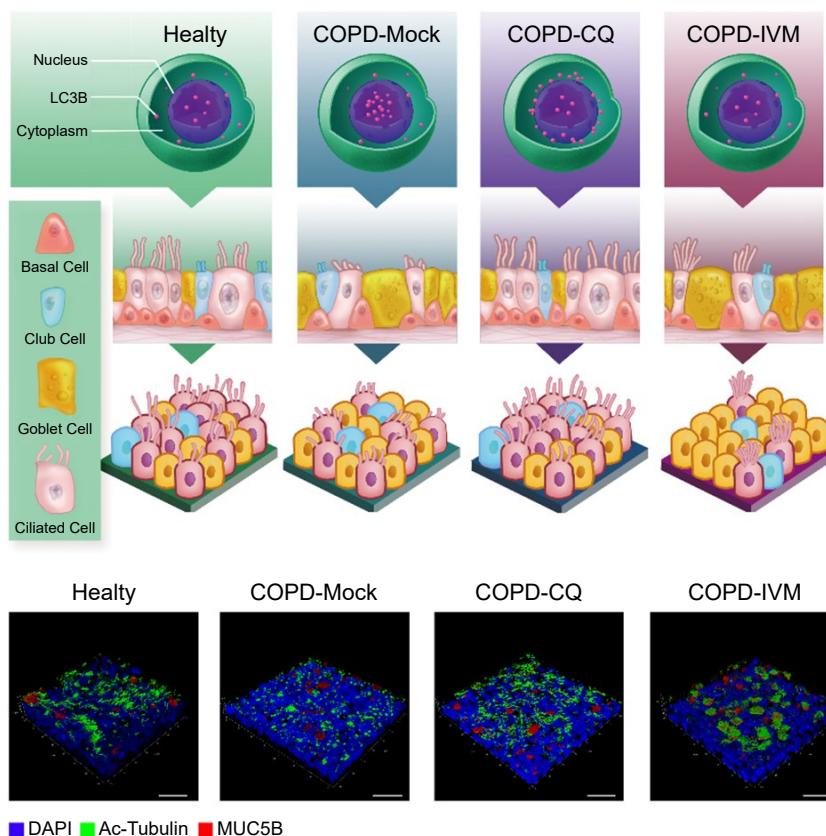 Healty
COPD-Mock
COPD-CQ
COPD-IVM
Nucleus
LC3B
Cytoplasm
Basal Cell
Club Cell
Goblet Cell
Ciliated Cell
Healty
COPD-Mock
COPD-CQ
COPD-IVM
DAPI
Ac-Tubulin
MUC5B